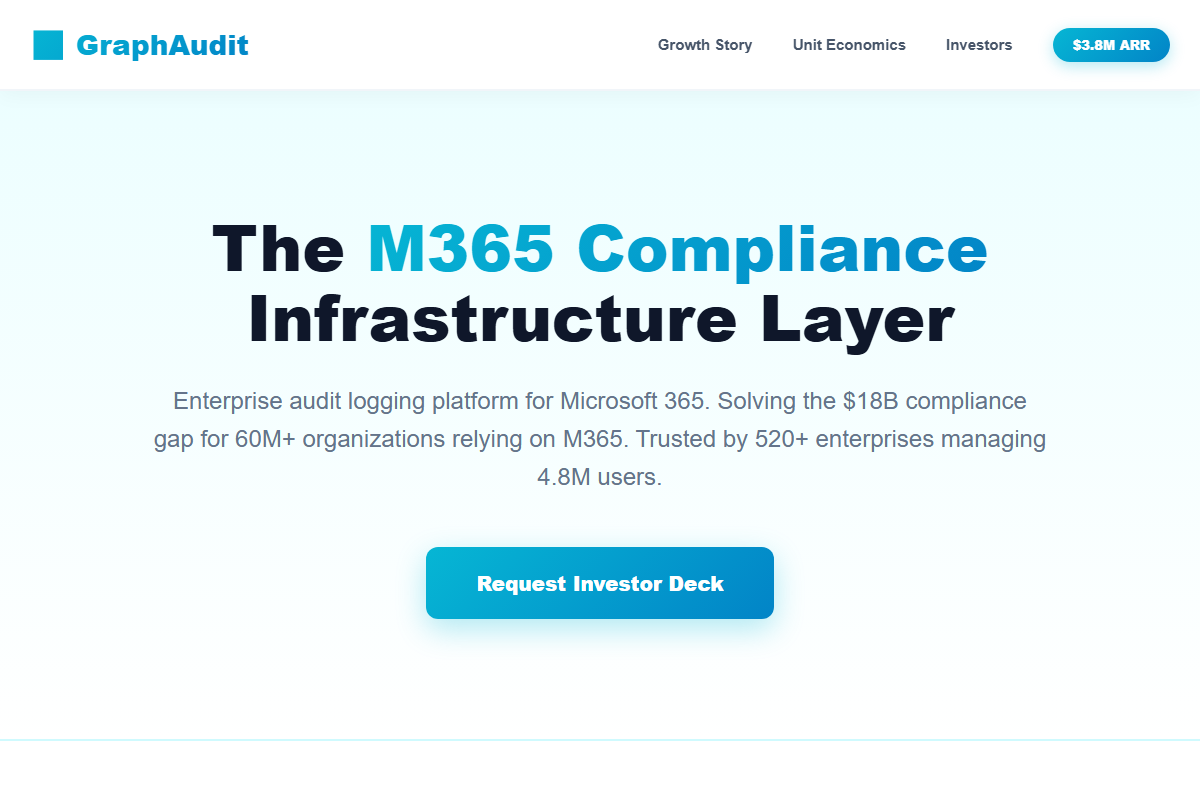 GraphAudit
Growth Story
Unit Economics
Investors
$3.8M ARR
The M365 Compliance
Infrastructure Layer
Enterprise audit logging platform for Microsoft 365. Solving the $18B compliance
gap for 60M+ organizations relying on M365. Trusted by 520+ enterprises managing
4.8M users.
Request Investor Deck